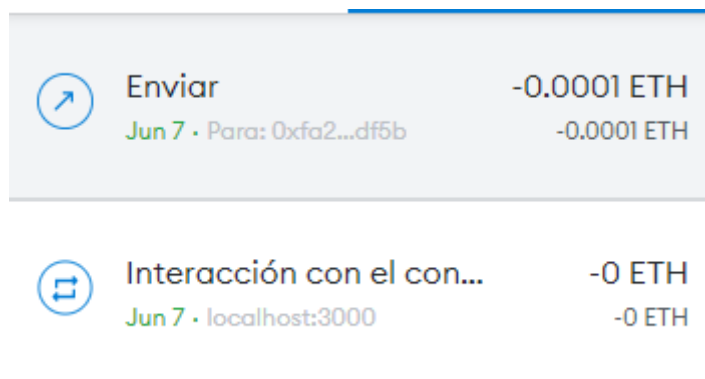 Enviar -0.0001 ETH
Jun 7 · Para: 0xfa2...df5b -0.0001 ETH
Interacción con el con... -0 ETH
Jun 7 · localhost:3000 -0 ETH